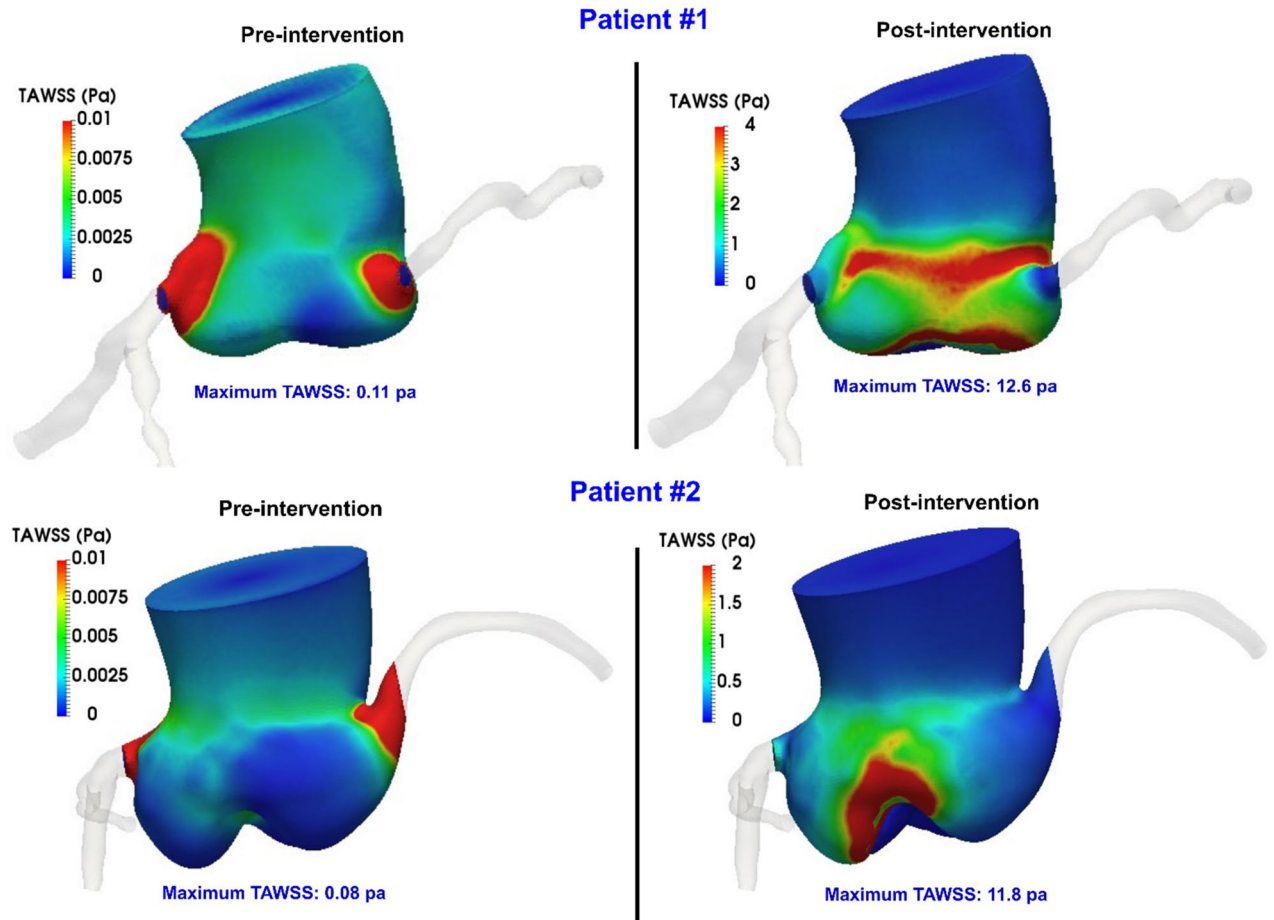 Patient #1
Pre-intervention
Post-intervention
TAWSS (Pa)
0.01
0.0075
0.005
0.0025
0
Maximum TAWSS: 0.11 pa
TAWSS (Pa)
4
3
2
1
0
Maximum TAWSS: 12.6 pa
Patient #2
Pre-intervention
Post-intervention
TAWSS (Pa)
0.01
0.0075
0.005
0.0025
0
Maximum TAWSS: 0.08 pa
TAWSS (Pa)
2
1.5
1
0.5
0
Maximum TAWSS: 11.8 pa